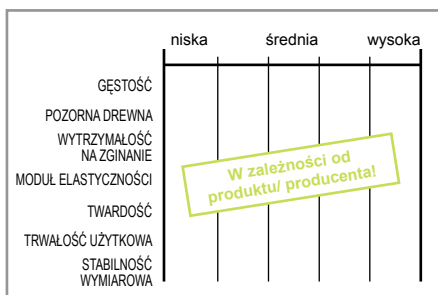 niska średnia wysoka
GĘSTOŚĆ
POZORNA DREWNA
WYTRZYMAŁOŚĆ
NA ZGINANIE
MODUŁ ELASTYCZNOŚCI
TWARDOŚĆ
TRWAŁOŚĆ UŻYTKOWA
STABILNOŚĆ
WYMIAROWA
W zależności od
produktu/ producenta!